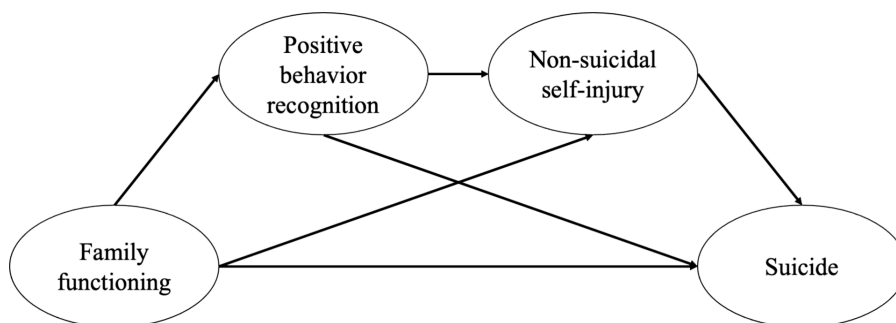 Positive
behavior
recognition
Non-suicidal
self-injury
Family
functioning
Suicide